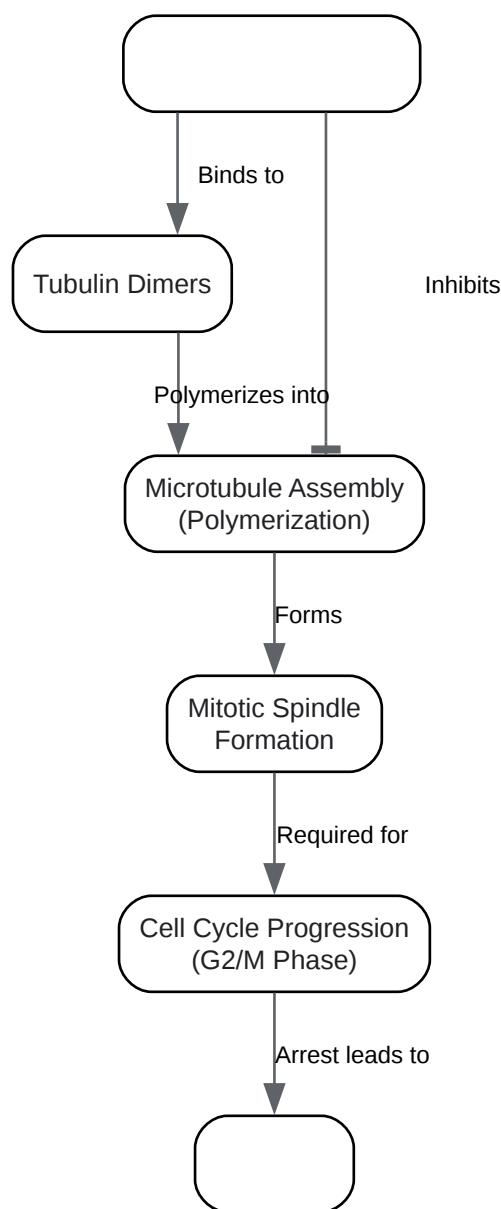 Binds to
Tubulin Dimers
Inhibits
Polymerizes into
Microtubule Assembly
(Polymerization)
Forms
Mitotic Spindle
Formation
Required for
Cell Cycle Progression
(G2/M Phase)
Arrest leads to